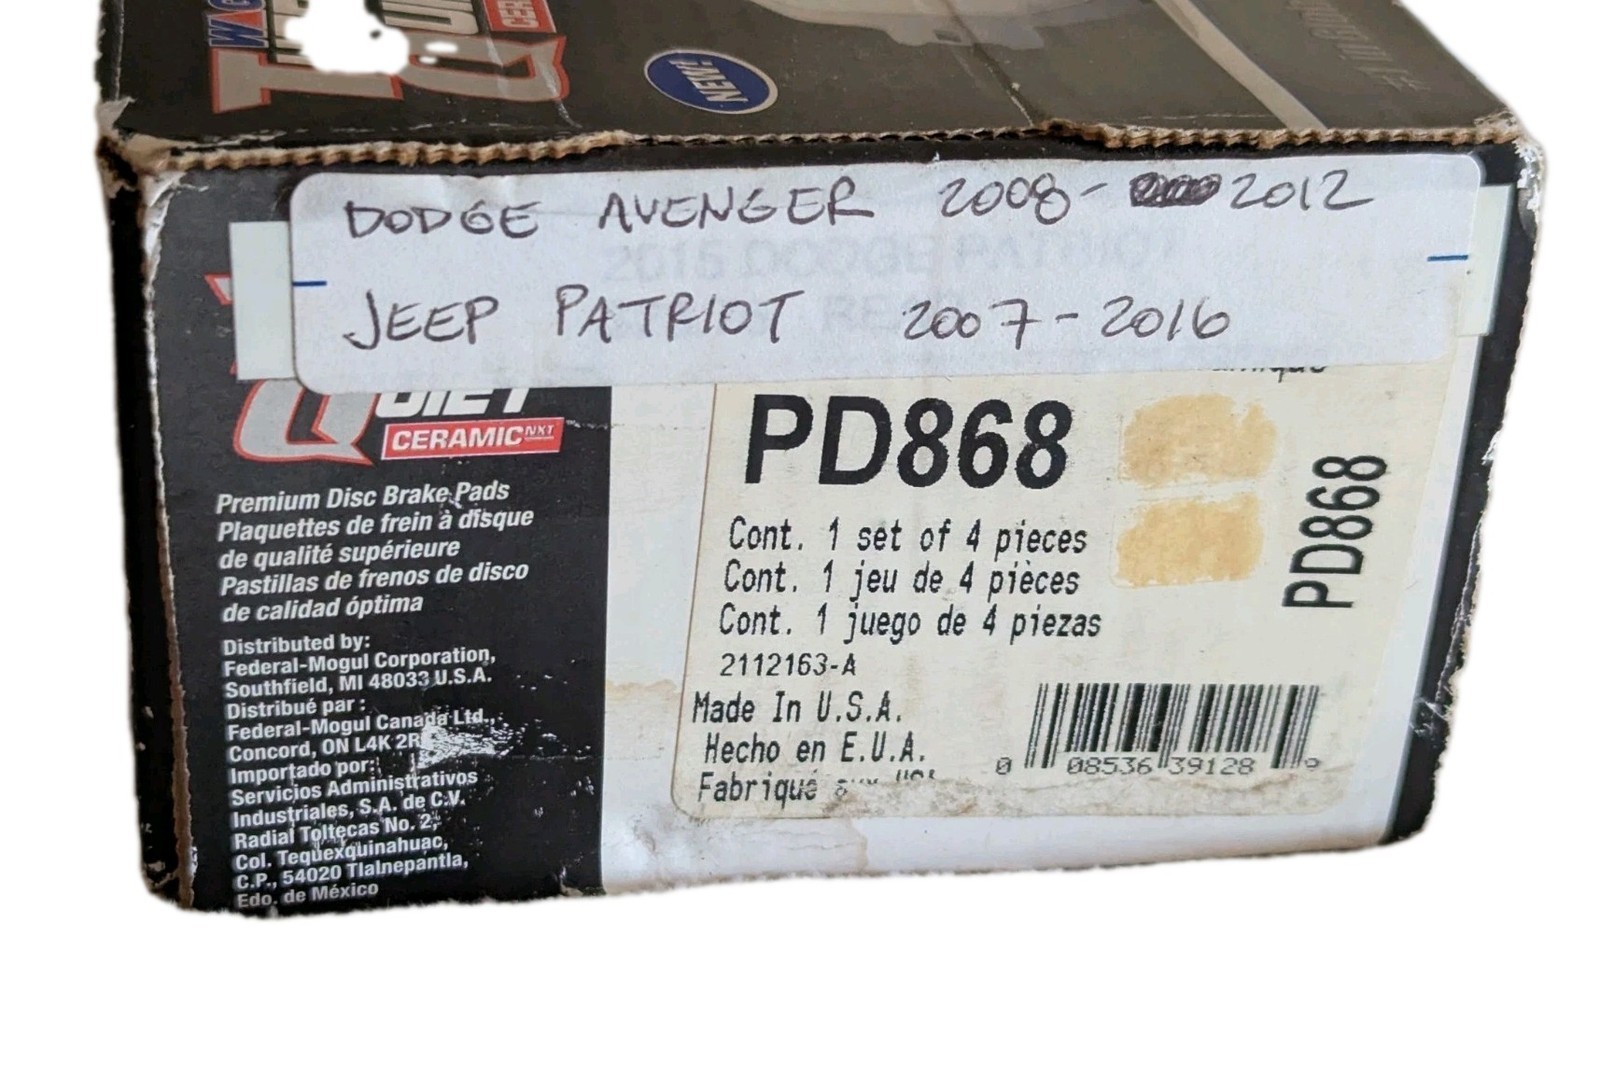 NEW!
DODGE AVENGER 2008- 2012
JEEP PATRIOT 2007-2016
QUIET
CERAMIC NXT
Premium Disc Brake Pads
Plaquettes de frein à disque
de qualité supérieure
Pastillas de frenos de disco
de calidad óptima
Distributed by:
Federal-Mogul Corporation,
Southfield, MI 48033 U.S.A.
Distribué par :
Federal-Mogul Canada Ltd.,
Concord, ON L4K 2R
Importado por:
Servicios Administrativos
Industriales, S.A. de C.V.
Radial Toltecas No. 2,
Col. Tequexquinahuac,
C.P., 54020 Tlalnepantla,
Edo. de México
PD868
Cont. 1 set of 4 pieces
Cont. 1 jeu de 4 pièces
Cont. 1 juego de 4 piezas
2112163-A
Made In U.S.A.
Hecho en E.U.A.
Fabriqué
0 08536 39128 9
PD868